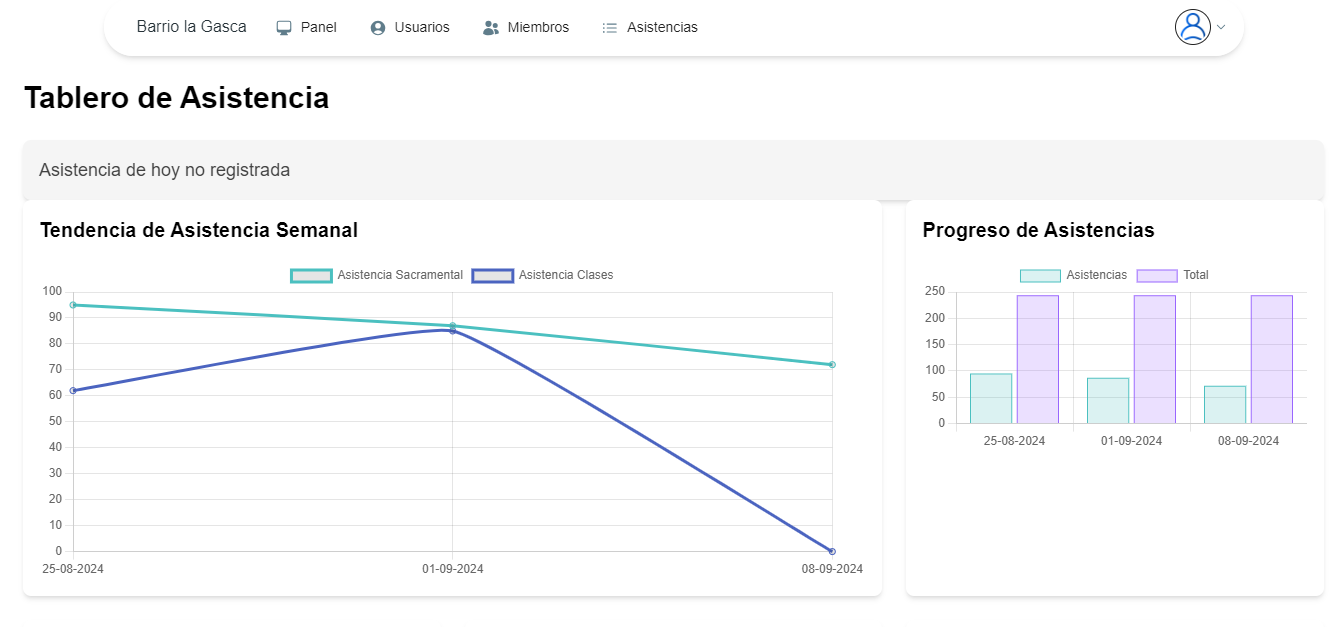 Barrio la Gasca Panel Usuarios Miembros Asistencias
Tablero de Asistencia
Asistencia de hoy no registrada
Tendencia de Asistencia Semanal
Asistencia Sacramental Asistencia Clases
100
90
80
70
60
50
40
30
20
10
0
25-08-2024 01-09-2024 08-09-2024
Progreso de Asistencias
Asistencias Total
250
200
150
100
50
0
25-08-2024 01-09-2024 08-09-2024